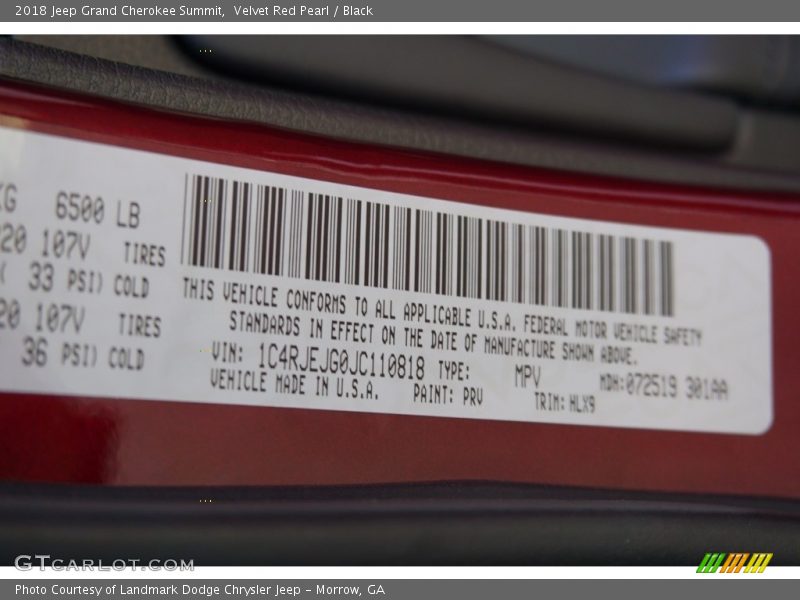 2018 Jeep Grand Cherokee Summit, Velvet Red Pearl / Black
KG 6500 LB
20 107V TIRES
33 PSI) COLD
20 107V TIRES
36 PSI) COLD
THIS VEHICLE CONFORMS TO ALL APPLICABLE U.S.A. FEDERAL MOTOR VEHICLE SAFETY
STANDARDS IN EFFECT ON THE DATE OF MANUFACTURE SHOWN ABOVE.
VIN: 1C4RJEJG0JC110818 TYPE: MPV MDH:072519 301AA
VEHICLE MADE IN U.S.A. PAINT: PRV TRIM: HLX9
GTCARLOT.COM
Photo Courtesy of Landmark Dodge Chrysler Jeep – Morrow, GA